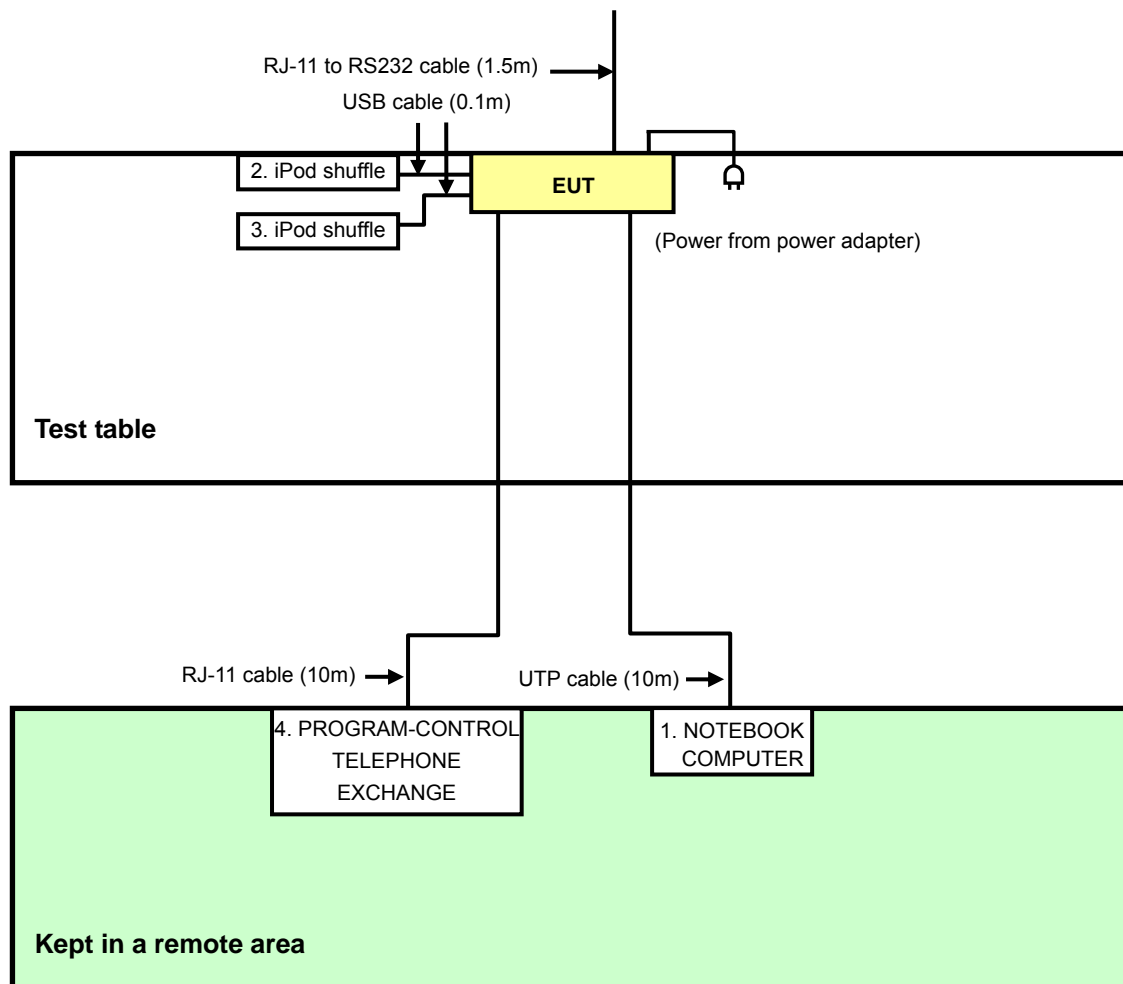 RJ-11 to RS232 cable (1.5m)
USB cable (0.1m)
2. iPod shuffle
EUT
3. iPod shuffle
(Power from power adapter)
Test table
RJ-11 cable (10m)
UTP cable (10m)
4. PROGRAM-CONTROL
TELEPHONE
EXCHANGE
1. NOTEBOOK
COMPUTER
Kept in a remote area